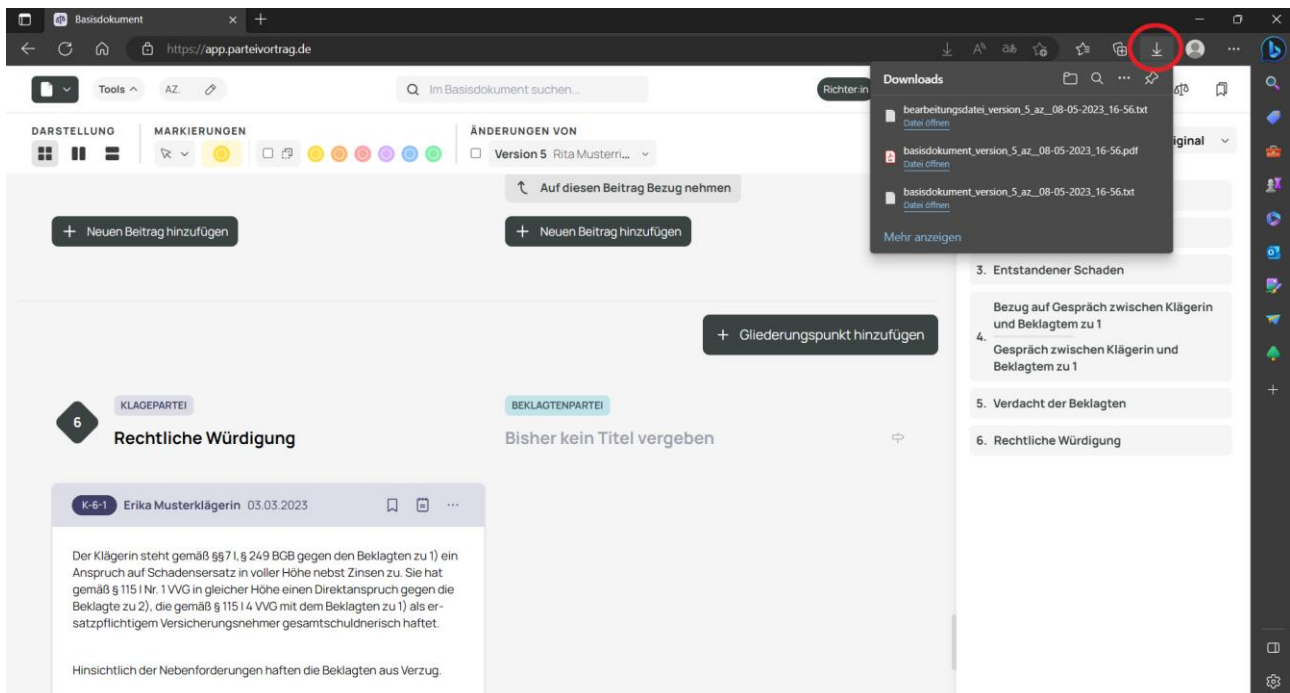 Basisdokument
https://app.parteivortrag.de
Tools
AZ.
Im Basisdokument suchen...
Richter:in
Downloads
bearbeitungsdatei_version_5_az__08-05-2023_16-56.txt
Datei öffnen
basisdokument_version_5_az__08-05-2023_16-56.pdf
Datei öffnen
basisdokument_version_5_az__08-05-2023_16-56.txt
Datei öffnen
Mehr anzeigen
DARSTELLUNG
MARKIERUNGEN
ÄNDERUNGEN VON
Version 5 Rita Musterri...
iginal
Auf diesen Beitrag Bezug nehmen
+ Neuen Beitrag hinzufügen
+ Neuen Beitrag hinzufügen
+ Gliederungspunkt hinzufügen
3. Entstandener Schaden
4.
Bezug auf Gespräch zwischen Klägerin
und Beklagtem zu 1
Gespräch zwischen Klägerin und
Beklagtem zu 1
5. Verdacht der Beklagten
6. Rechtliche Würdigung
6
KLAGEPARTEI
Rechtliche Würdigung
BEKLAGTENPARTEI
Bisher kein Titel vergeben
K-6-1 Erika Musterklägerin 03.03.2023
Der Klägerin steht gemäß §§7 I, § 249 BGB gegen den Beklagten zu 1) ein
Anspruch auf Schadensersatz in voller Höhe nebst Zinsen zu. Sie hat
gemäß § 115 I Nr. 1 VVG in gleicher Höhe einen Direktanspruch gegen die
Beklagte zu 2), die gemäß § 115 I 4 VVG mit dem Beklagten zu 1) als er-
satzpflichtigem Versicherungsnehmer gesamtschuldnerisch haftet.
Hinsichtlich der Nebenforderungen haften die Beklagten aus Verzug.